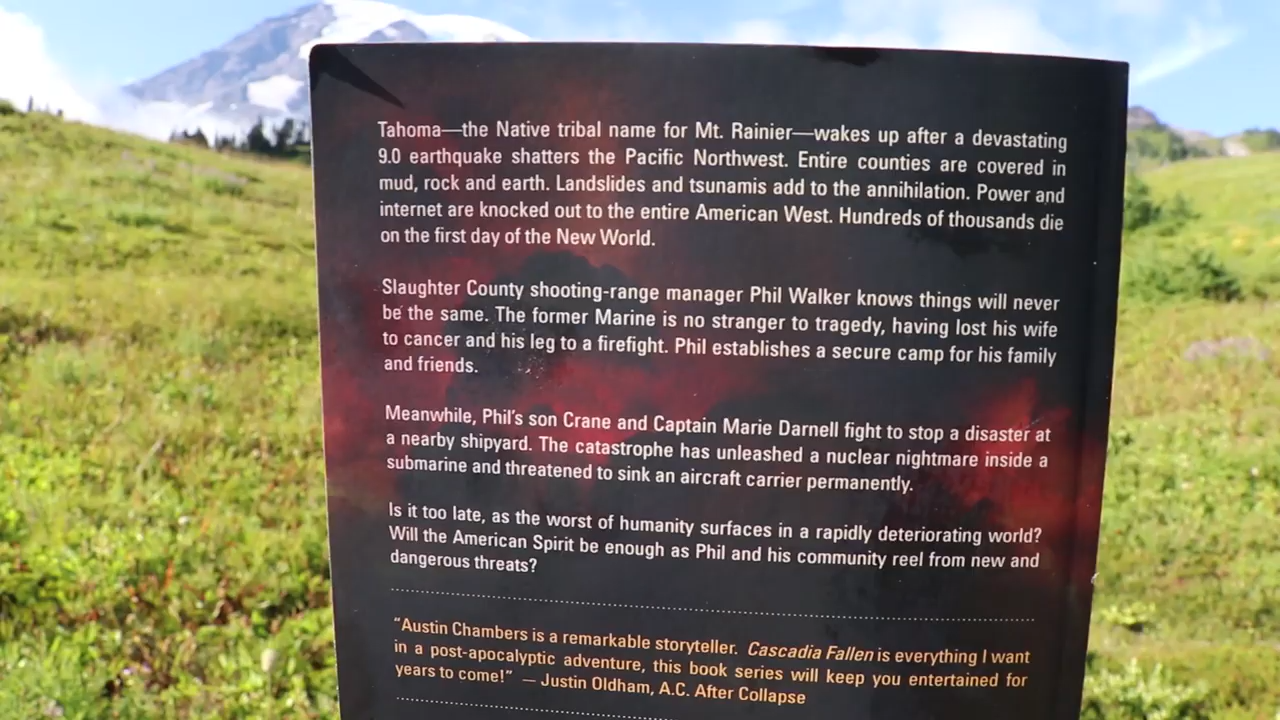 Tahoma—the Native tribal name for Mt. Rainier—wakes up after a devastating
9.0 earthquake shatters the Pacific Northwest. Entire counties are covered in
mud, rock and earth. Landslides and tsunamis add to the annihilation. Power and
internet are knocked out to the entire American West. Hundreds of thousands die
on the first day of the New World.
Slaughter County shooting-range manager Phil Walker knows things will never
be the same. The former Marine is no stranger to tragedy, having lost his wife
to cancer and his leg to a firefight. Phil establishes a secure camp for his family
and friends.
Meanwhile, Phil's son Crane and Captain Marie Darnell fight to stop a disaster at
a nearby shipyard. The catastrophe has unleashed a nuclear nightmare inside a
submarine and threatened to sink an aircraft carrier permanently.
Is it too late, as the worst of humanity surfaces in a rapidly deteriorating world?
Will the American Spirit be enough as Phil and his community reel from new and
dangerous threats?
“Austin Chambers is a remarkable storyteller. Cascadia Fallen is everything I want
in a post-apocalyptic adventure, this book series will keep you entertained for
years to come!” — Justin Oldham, A.C. After Collapse